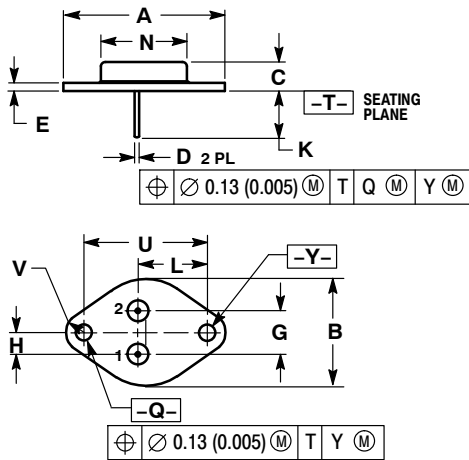 A
N
C
E
–T– SEATING PLANE
K
D 2 PL
⌖ ∅ 0.13 (0.005) Ⓜ T Q Ⓜ Y Ⓜ
U
V
L
–Y–
2
G
B
H
1
–Q–
⌖ ∅ 0.13 (0.005) Ⓜ T Y Ⓜ